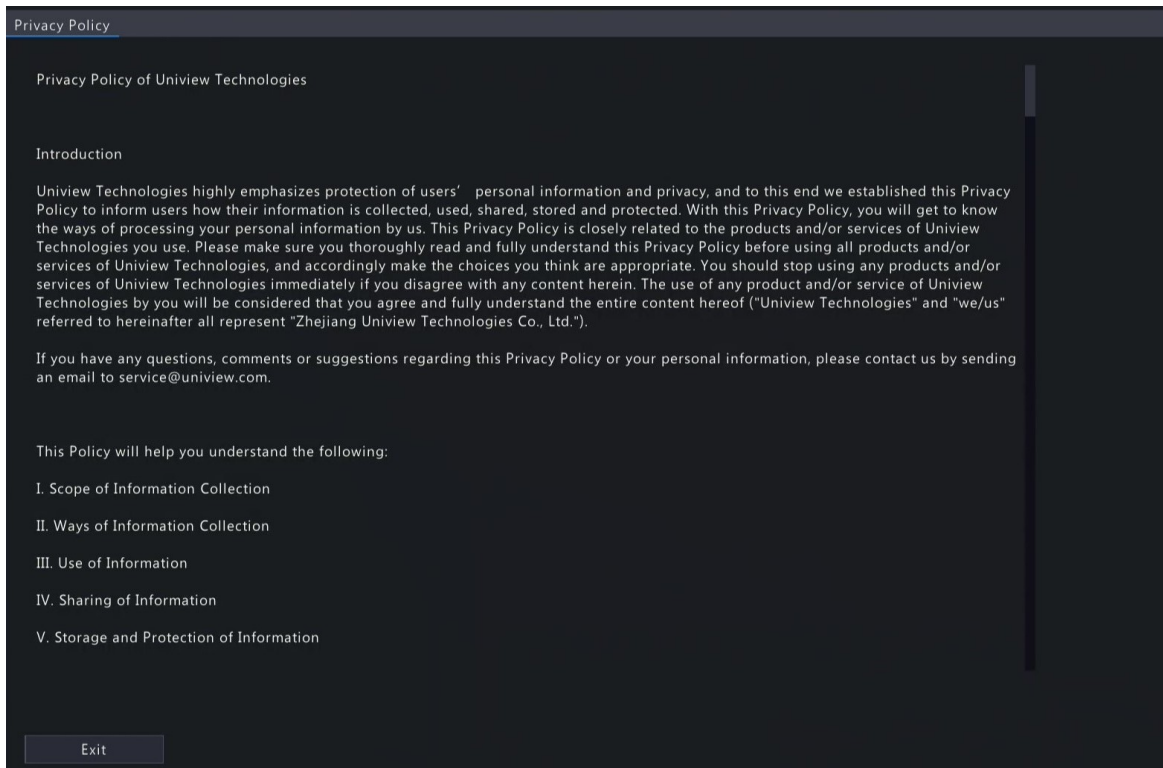 Privacy Policy
Privacy Policy of Uniview Technologies
Introduction
Uniview Technologies highly emphasizes protection of users’ personal information and privacy, and to this end we established this Privacy
Policy to inform users how their information is collected, used, shared, stored and protected. With this Privacy Policy, you will get to know
the ways of processing your personal information by us. This Privacy Policy is closely related to the products and/or services of Uniview
Technologies you use. Please make sure you thoroughly read and fully understand this Privacy Policy before using all products and/or
services of Uniview Technologies, and accordingly make the choices you think are appropriate. You should stop using any products and/or
services of Uniview Technologies immediately if you disagree with any content herein. The use of any product and/or service of Uniview
Technologies by you will be considered that you agree and fully understand the entire content hereof ("Uniview Technologies" and "we/us"
referred to hereinafter all represent "Zhejiang Uniview Technologies Co., Ltd.").
If you have any questions, comments or suggestions regarding this Privacy Policy or your personal information, please contact us by sending
an email to service@uniview.com.
This Policy will help you understand the following:
I. Scope of Information Collection
II. Ways of Information Collection
III. Use of Information
IV. Sharing of Information
V. Storage and Protection of Information
Exit